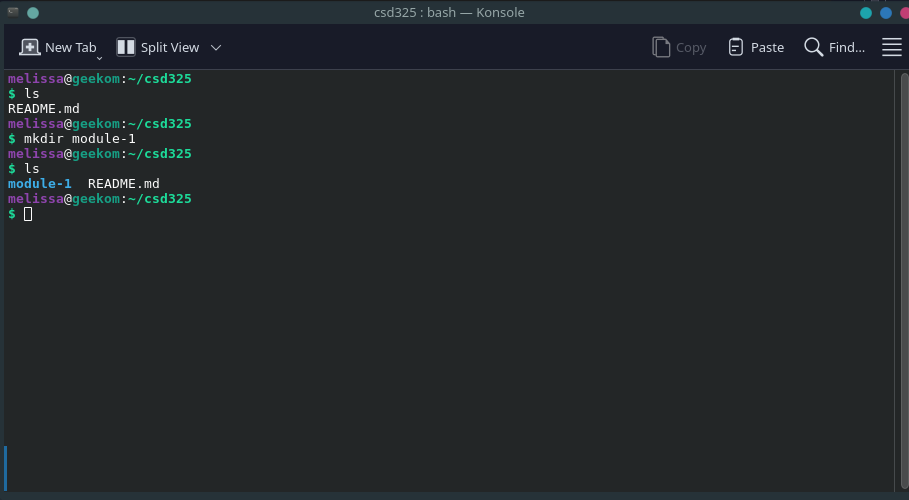 csd325 : bash — Konsole
New Tab Split View Copy Paste Find...
melissa@geekom:~/csd325
$ ls
README.md
melissa@geekom:~/csd325
$ mkdir module-1
melissa@geekom:~/csd325
$ ls
module-1  README.md
melissa@geekom:~/csd325
$